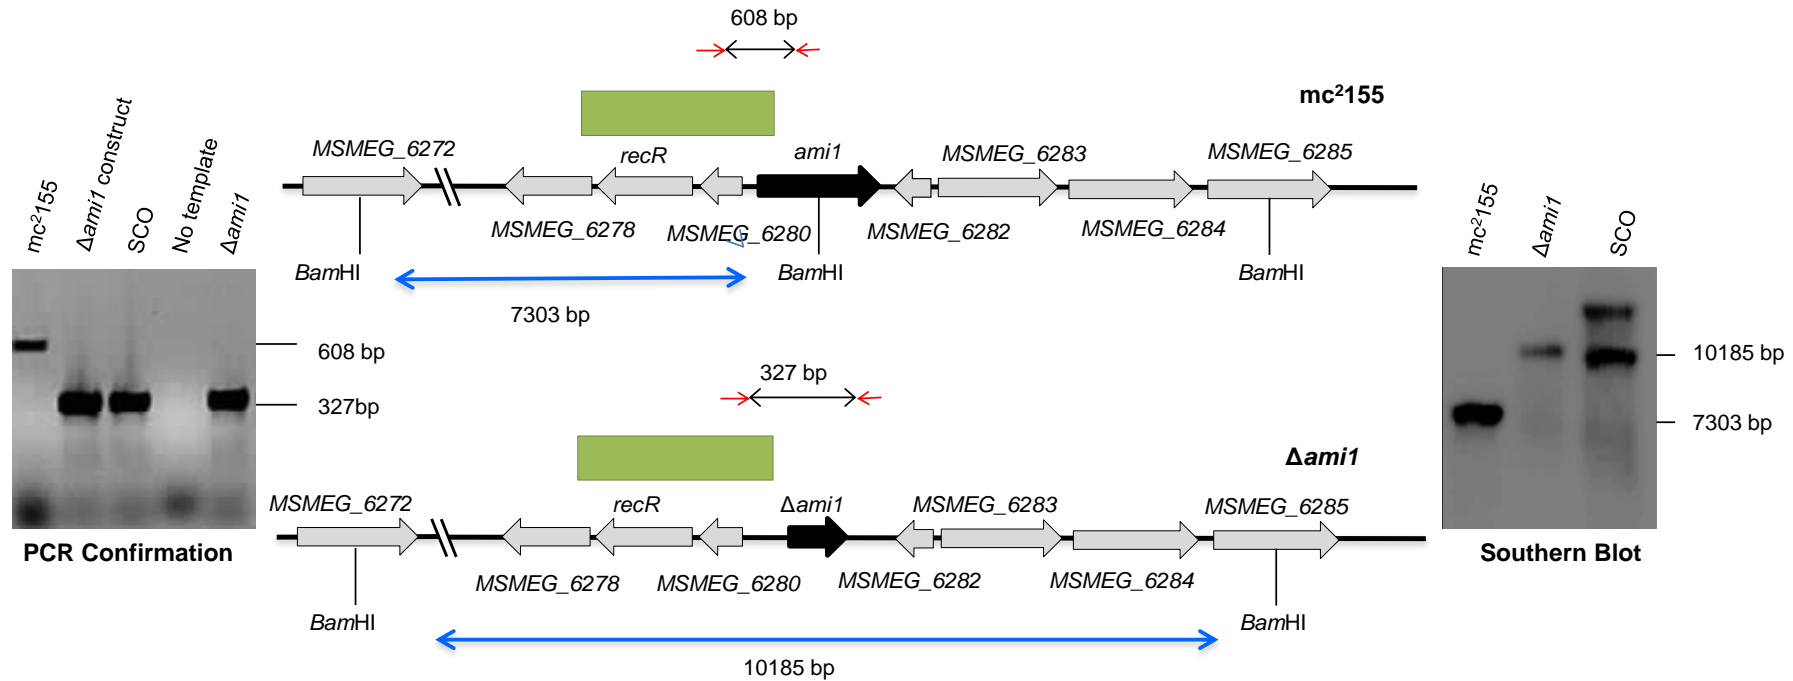 608 bp
mc²155
MSMEG_6272
recR
ami1
MSMEG_6283
MSMEG_6285
MSMEG_6278
MSMEG_6280
MSMEG_6282
MSMEG_6284
BamHI
BamHI
BamHI
7303 bp
mc²155
Δami1 construct
SCO
No template
Δami1
608 bp
327bp
PCR Confirmation
327 bp
Δami1
MSMEG_6272
recR
Δami1
MSMEG_6283
MSMEG_6285
MSMEG_6278
MSMEG_6280
MSMEG_6282
MSMEG_6284
BamHI
BamHI
10185 bp
mc²155
Δami1
SCO
10185 bp
7303 bp
Southern Blot